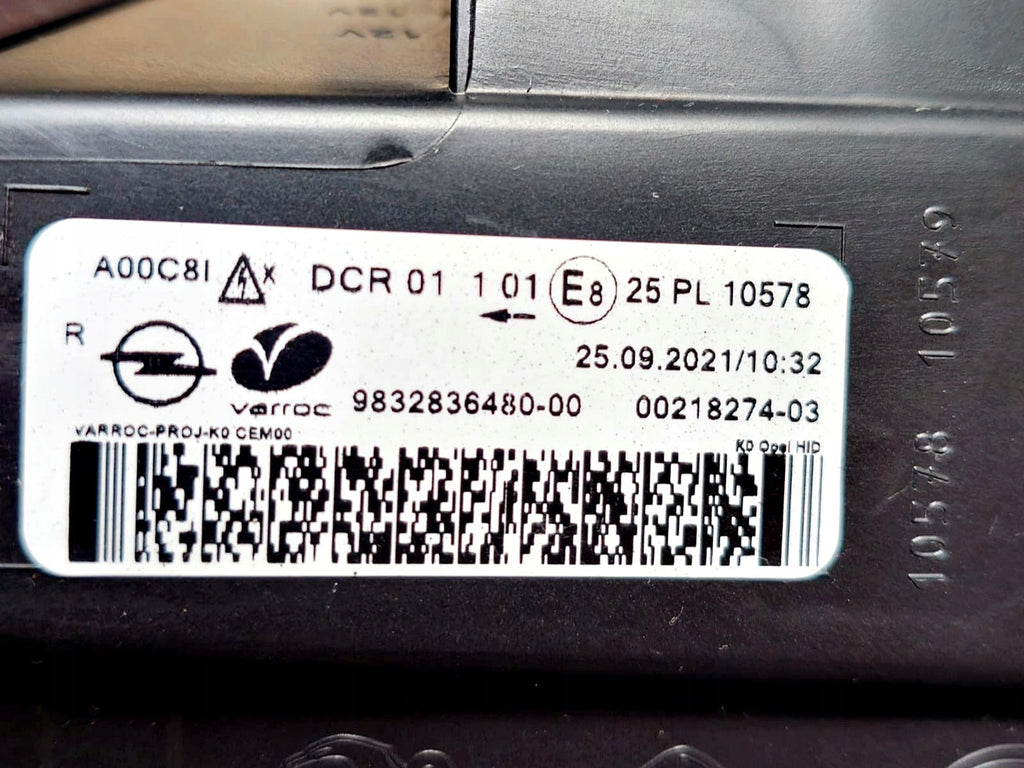 A00C8I X DCR 01 1 01 E8 25 PL 10578
R
25.09.2021/10:32
varroc 9832836480-00 00218274-03
VARROC-PROJ-K0 CEM00
K0 Opel HID
10578 10579
12V